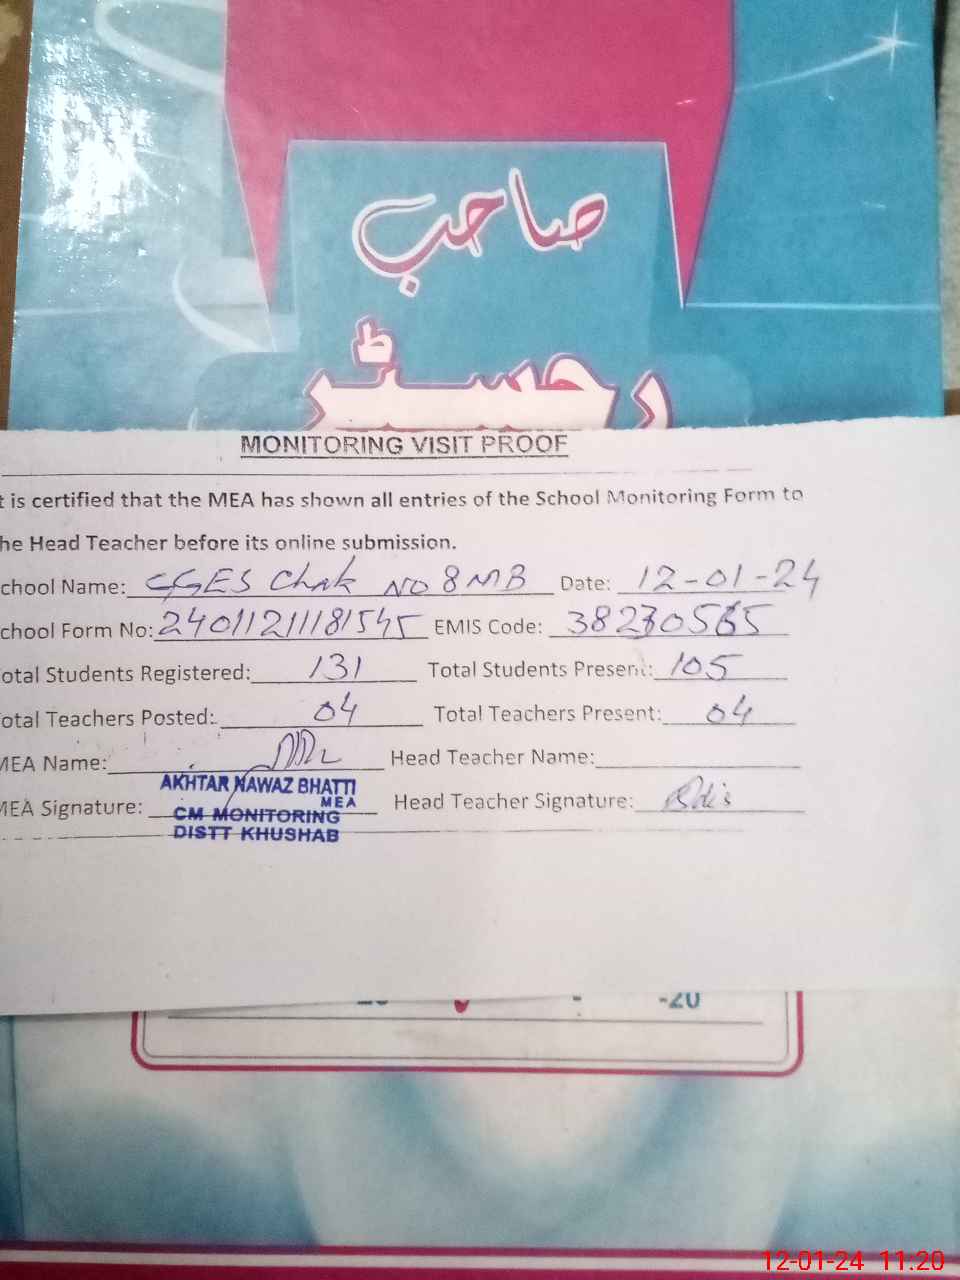 صاحب
رجسٹر
MONITORING VISIT PROOF
t is certified that the MEA has shown all entries of the School Monitoring Form to
he Head Teacher before its online submission.
chool Name: GGES Chak NO 8 MB Date: 12-01-24
chool Form No: 24011211181545 EMIS Code:
otal Students Registered: 131 Total Students Present: 105
otal Teachers Posted: 04 Total Teachers Present: 04
MEA Name: Head Teacher Name:
AKHTAR NAWAZ BHATTI
MEA
MEA Signature: Head Teacher Signature:
CM MONITORING
DISTT KHUSHAB
-20
12-01-24 11:20